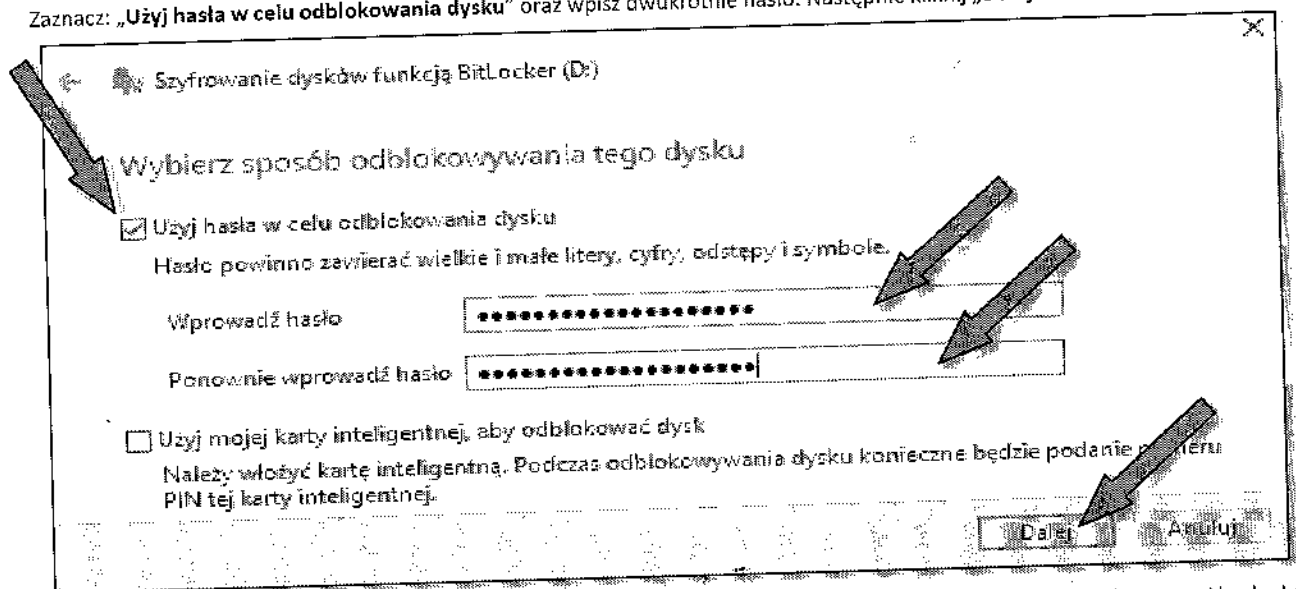 Zaznacz: „Użyj hasła w celu odblokowania dysku" oraz wpisz dwukrotnie hasło. Następnie kliknij
Szyfrowanie dysków funkcją BitLocker (D:)
Wybierz sposób odblokowywania tego dysku
Użyj hasła w celu odblokowania dysku
Hasło powinno zawierać wielkie i małe litery, cyfry, odstępy i symbole.
Wprowadź hasło
Ponownie wprowadź hasło
Użyj mojej karty inteligentnej, aby odblokować dysk
Należy włożyć kartę inteligentną. Podczas odblokowywania dysku konieczne będzie podanie numeru
PIN tej karty inteligentnej.
Dalej Anuluj